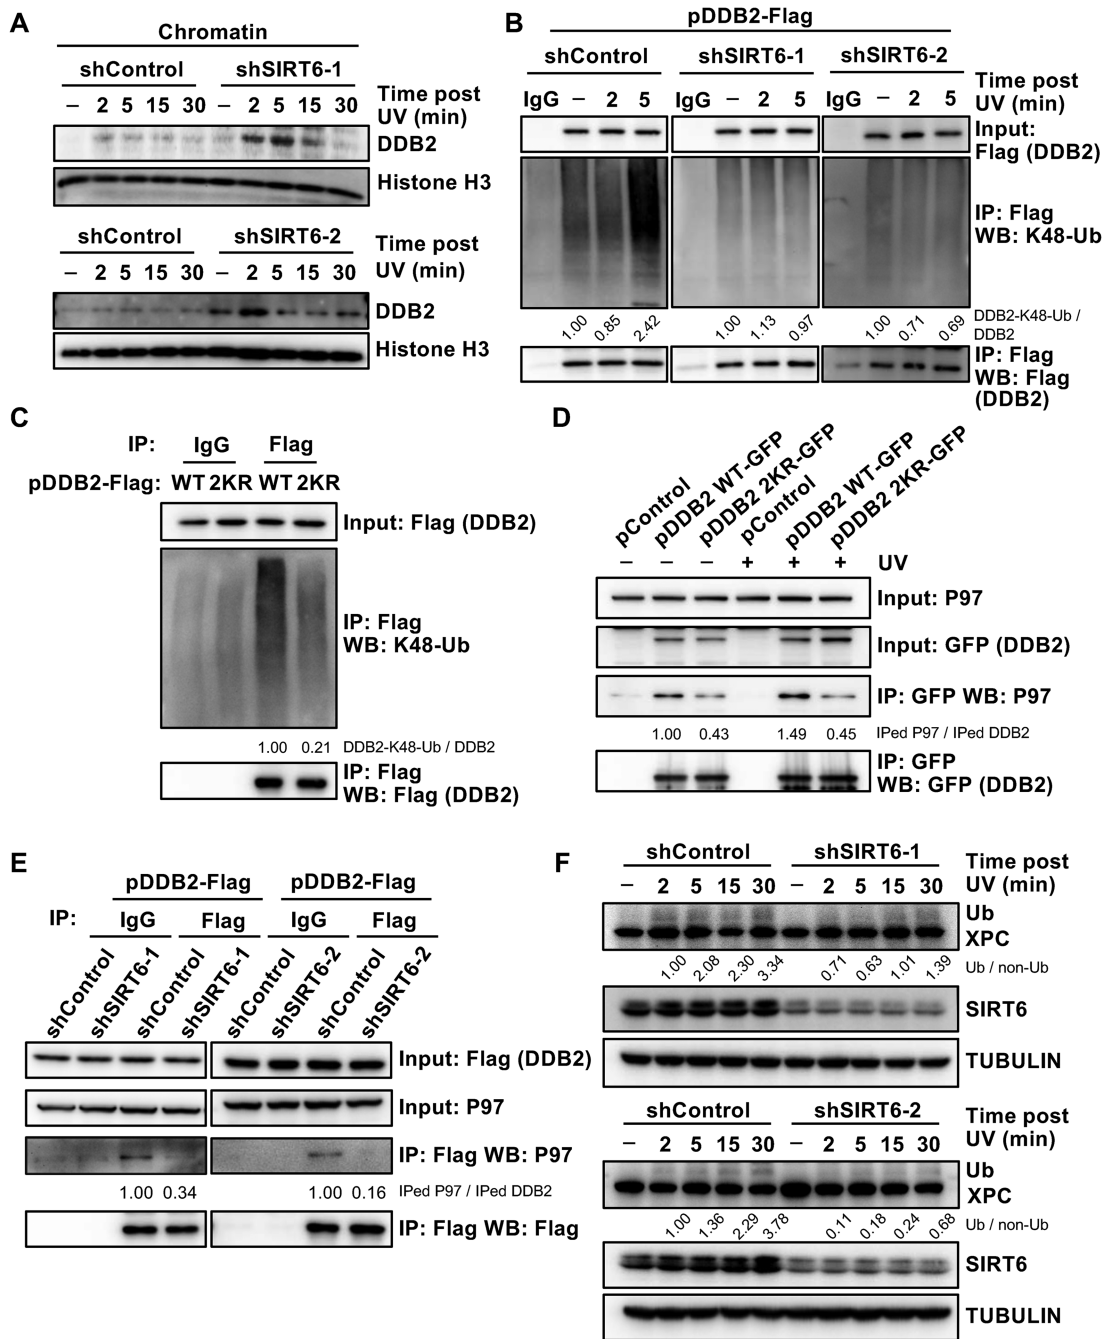 A
Chromatin
shControl shSIRT6-1
– 2 5 15 30 – 2 5 15 30 Time post
UV (min)
DDB2
Histone H3
shControl shSIRT6-2
– 2 5 15 30 – 2 5 15 30 Time post
UV (min)
DDB2
Histone H3
B
pDDB2-Flag
shControl shSIRT6-1 shSIRT6-2
IgG – 2 5 IgG – 2 5 IgG – 2 5 Time post
UV (min)
Input:
Flag (DDB2)
IP: Flag
WB: K48-Ub
1.00 0.85 2.42 1.00 1.13 0.97 1.00 0.71 0.69 DDB2-K48-Ub /
DDB2
IP: Flag
WB: Flag
(DDB2)
C
IP: IgG Flag
pDDB2-Flag: WT 2KR WT 2KR
Input: Flag (DDB2)
IP: Flag
WB: K48-Ub
1.00 0.21 DDB2-K48-Ub / DDB2
IP: Flag
WB: Flag (DDB2)
D
pControl pDDB2 WT-GFP pDDB2 2KR-GFP pControl pDDB2 WT-GFP pDDB2 2KR-GFP
– – – + + + UV
Input: P97
Input: GFP (DDB2)
IP: GFP WB: P97
1.00 0.43 1.49 0.45 IPed P97 / IPed DDB2
IP: GFP
WB: GFP (DDB2)
E
pDDB2-Flag pDDB2-Flag
IP: IgG Flag IgG Flag
shControl shSIRT6-1 shControl shSIRT6-1 shControl shSIRT6-2 shControl shSIRT6-2
Input: Flag (DDB2)
Input: P97
IP: Flag WB: P97
1.00 0.34 1.00 0.16 IPed P97 / IPed DDB2
IP: Flag WB: Flag
F
shControl shSIRT6-1
– 2 5 15 30 – 2 5 15 30 Time post
UV (min)
Ub
XPC
1.00 2.08 2.30 3.34 0.71 0.63 1.01 1.39 Ub / non-Ub
SIRT6
TUBULIN
shControl shSIRT6-2
– 2 5 15 30 – 2 5 15 30 Time post
UV (min)
Ub
XPC
1.00 1.36 2.29 3.78 0.11 0.18 0.24 0.68 Ub / non-Ub
SIRT6
TUBULIN